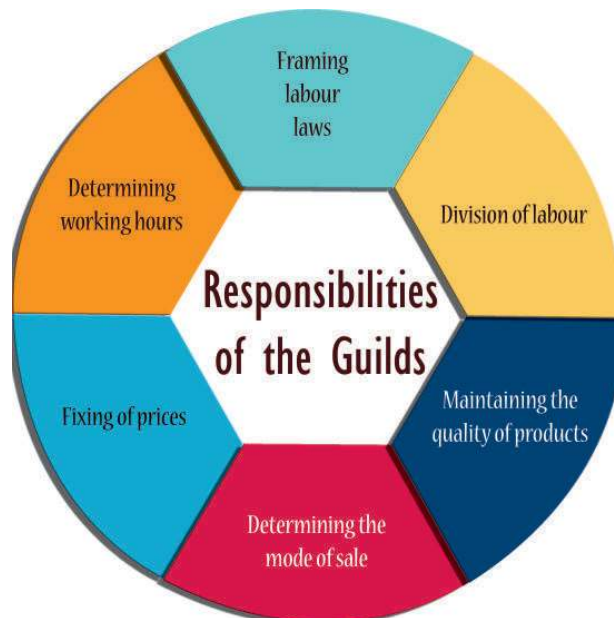 Framing
labour
laws
Determining
working hours
Division of labour
Responsibilities
of the Guilds
Fixing of prices
Maintaining the
quality of products
Determining the
mode of sale